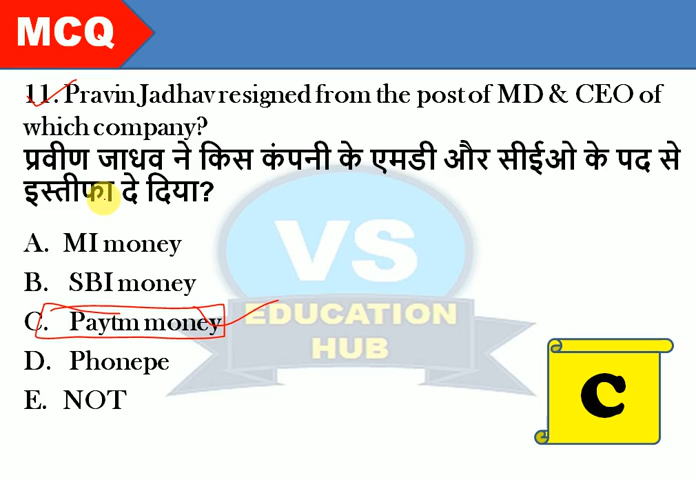 MCQ
11. Pravin Jadhav resigned from the post of MD & CEO of
which company?
प्रवीण जाधव ने किस कंपनी के एमडी और सीईओ के पद से
इस्तीफा दे दिया?
A. MI money
B. SBI money
C. Paytm money
D. Phonepe
E. NOT
VS
EDUCATION
HUB
C